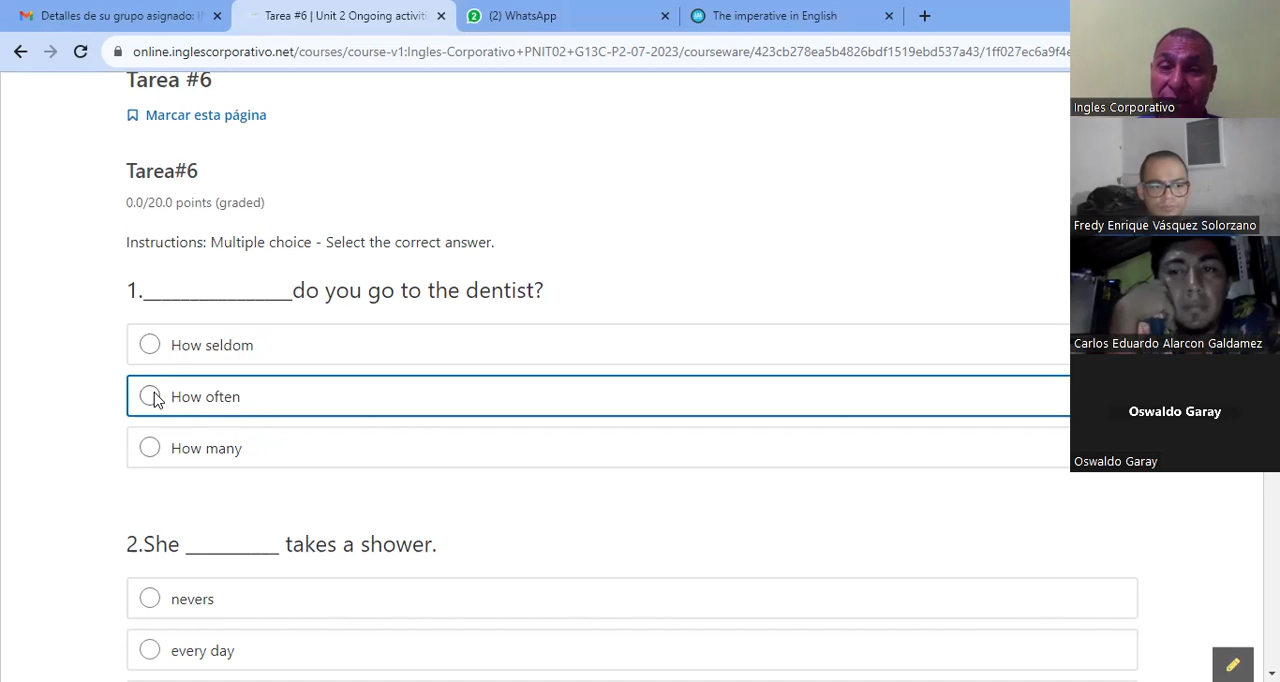 Detalles de su grupo asignado: I
Tarea #6 | Unit 2 Ongoing activiti
(2) WhatsApp
The imperative in English
online.inglescorporativo.net/courses/course-v1:Ingles-Corporativo+PNIT02+G13C-P2-07-2023/courseware/423cb278ea5b4826bdf1519ebd537a43/1ff027ec6a9f4e
Tarea #6
Marcar esta página
Tarea#6
0.0/20.0 points (graded)
Instructions: Multiple choice - Select the correct answer.
1.________________do you go to the dentist?
How seldom
How often
How many
2.She __________ takes a shower.
nevers
every day
Ingles Corporativo
Fredy Enrique Vásquez Solorzano
Carlos Eduardo Alarcon Galdamez
Oswaldo Garay
Oswaldo Garay